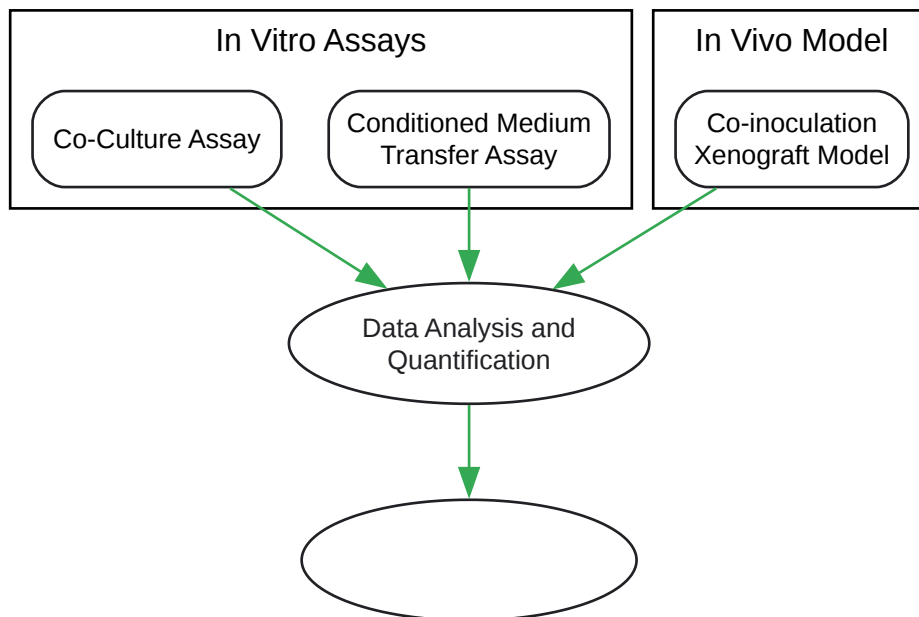 In Vitro Assays
In Vivo Model
Co-Culture Assay
Conditioned Medium
Transfer Assay
Co-inoculation
Xenograft Model
Data Analysis and
Quantification